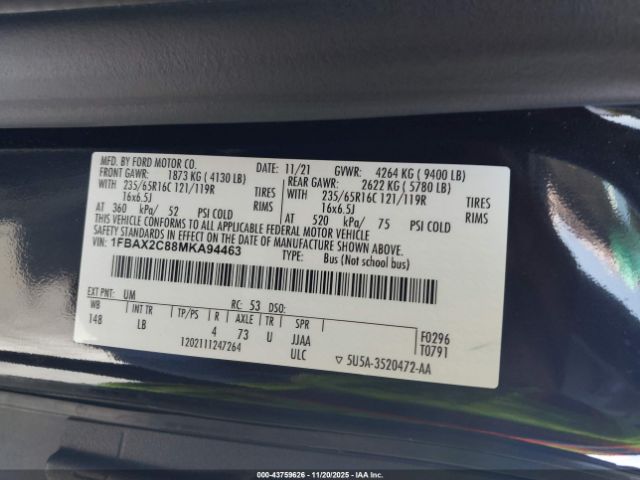 MFD. BY FORD MOTOR CO.
DATE: 11/21 GVWR: 4264 KG ( 9400 LB)
FRONT GAWR: 1873 KG ( 4130 LB) REAR GAWR: 2622 KG ( 5780 LB)
WITH 235/65R16C 121/119R TIRES WITH 235/65R16C 121/119R TIRES
16x6.5J RIMS 16x6.5J RIMS
AT 360 kPa/ 52 PSI COLD AT 520 kPa/ 75 PSI COLD
THIS VEHICLE CONFORMS TO ALL APPLICABLE FEDERAL MOTOR VEHICLE
SAFETY STANDARDS IN EFFECT ON THE DATE OF MANUFACTURE SHOWN ABOVE.
VIN: 1FBAX2C88MKA94463 TYPE: Bus (Not school bus)
EXT PNT: UM RC: 53 DSO:
WB INT TR TP/PS R AXLE TR SPR F0296
148 LB 4 73 U JJAA T0791
1202111247264 ULC ▽ 5U5A-3520472-AA
00-43759626 - 11/20/2025 - IAA Inc.